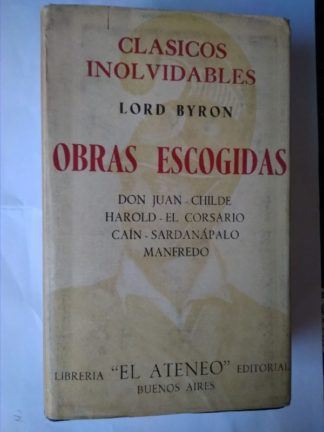 CLASICOS
INOLVIDABLES
LORD BYRON
OBRAS ESCOGIDAS
DON JUAN - CHILDE
HAROLD - EL CORSARIO
CAÍN - SARDANÁPALO
MANFREDO
LIBRERIA "EL ATENEO" EDITORIAL
BUENOS AIRES